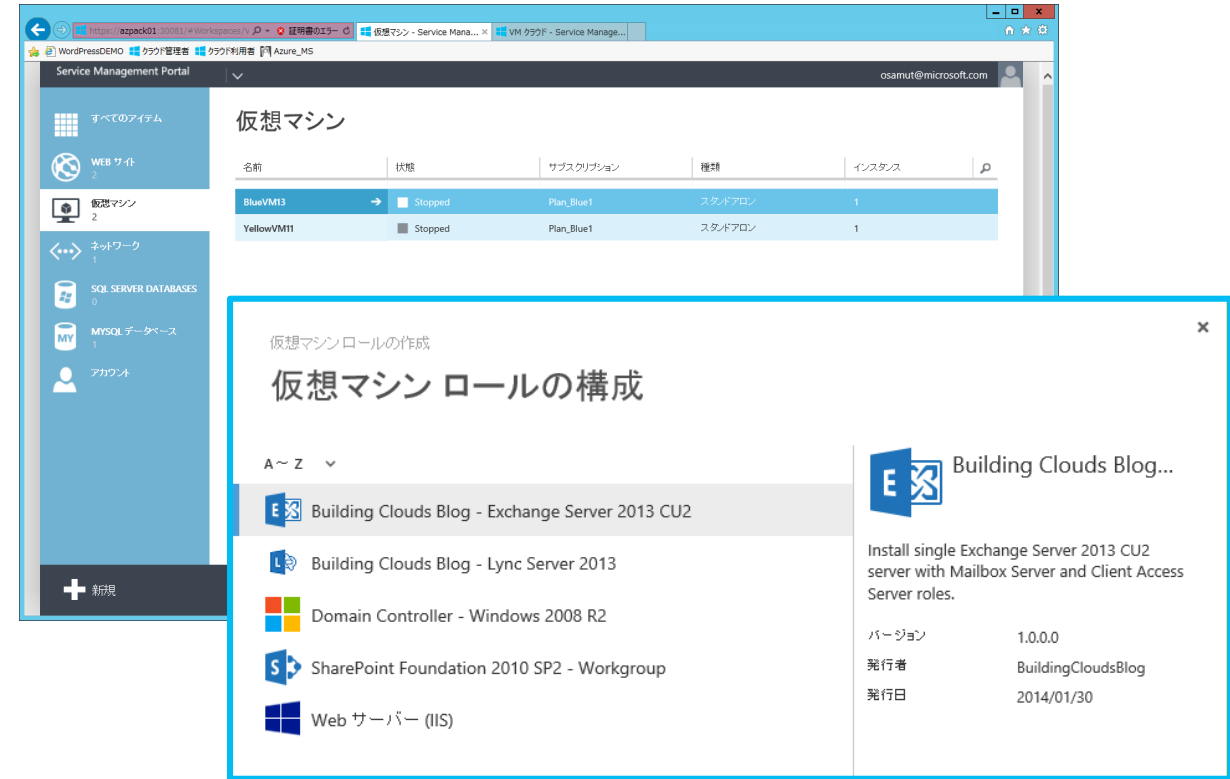 https://azpack01:30081/#Workspaces/V
証明書のエラー
仮想マシン - Service Mana...
VM クラウド - Service Manage...
WordPressDEMO
クラウド管理者
クラウド利用者
Azure_MS
Service Management Portal
osamut@microsoft.com
すべてのアイテム
WEB サイト
2
仮想マシン
2
ネットワーク
1
SQL SERVER DATABASES
0
MY
MYSQL データベース
1
アカウント
新規
仮想マシン
名前 状態 サブスクリプション 種類 インスタンス
BlueVM13 Stopped Plan_Blue1 スタンドアロン 1
YellowVM11 Stopped Plan_Blue1 スタンドアロン 1
仮想マシン ロールの作成
仮想マシン ロールの構成
A～ Z
Building Clouds Blog - Exchange Server 2013 CU2
Building Clouds Blog - Lync Server 2013
Domain Controller - Windows 2008 R2
SharePoint Foundation 2010 SP2 - Workgroup
Web サーバー (IIS)
Building Clouds Blog...
Install single Exchange Server 2013 CU2
server with Mailbox Server and Client Access
Server roles.
バージョン 1.0.0.0
発行者 BuildingCloudsBlog
発行日 2014/01/30